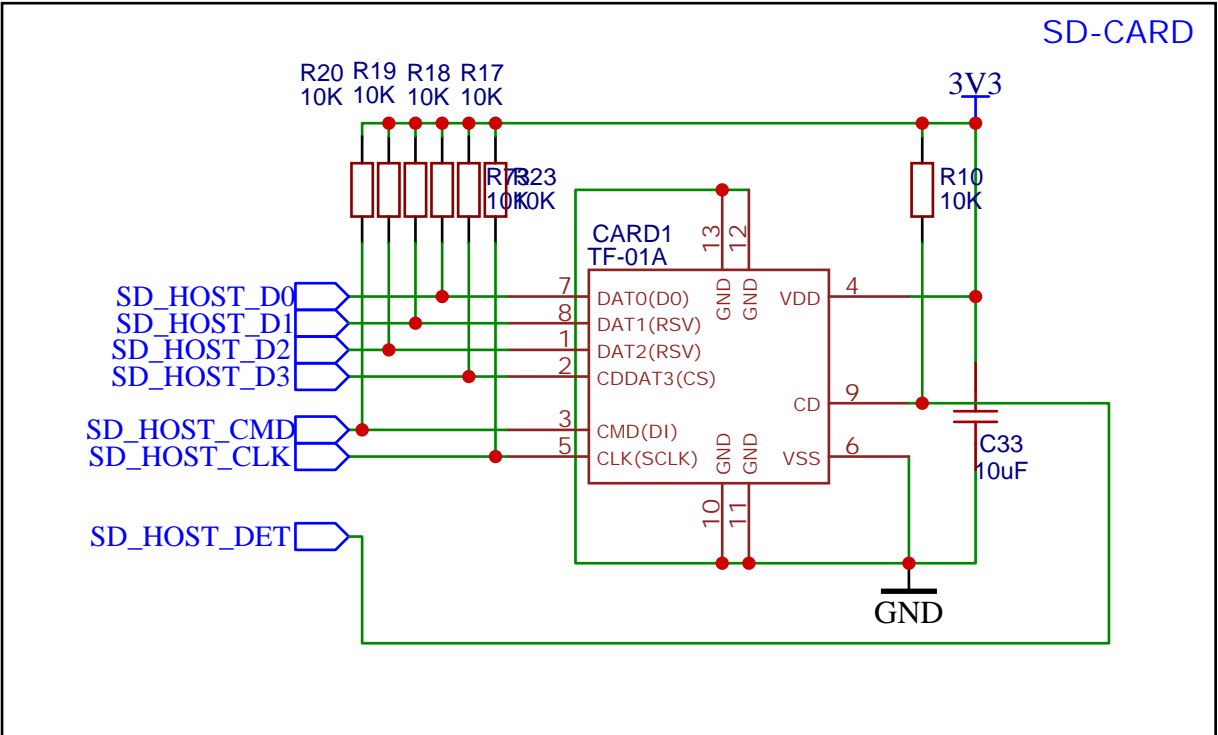 SD-CARD
R20 R19 R18 R17
10K 10K 10K 10K
3V3
R23
10K
R10
10K
CARD1
TF-01A
13 12
GND GND
SD_HOST_D0 7 DAT0(D0) VDD 4
SD_HOST_D1 8 DAT1(RSV)
SD_HOST_D2 1 DAT2(RSV)
SD_HOST_D3 2 CDDAT3(CS)
CD 9
SD_HOST_CMD 3 CMD(DI)
SD_HOST_CLK 5 CLK(SCLK) VSS 6
GND GND
10 11
C33
10uF
SD_HOST_DET
GND